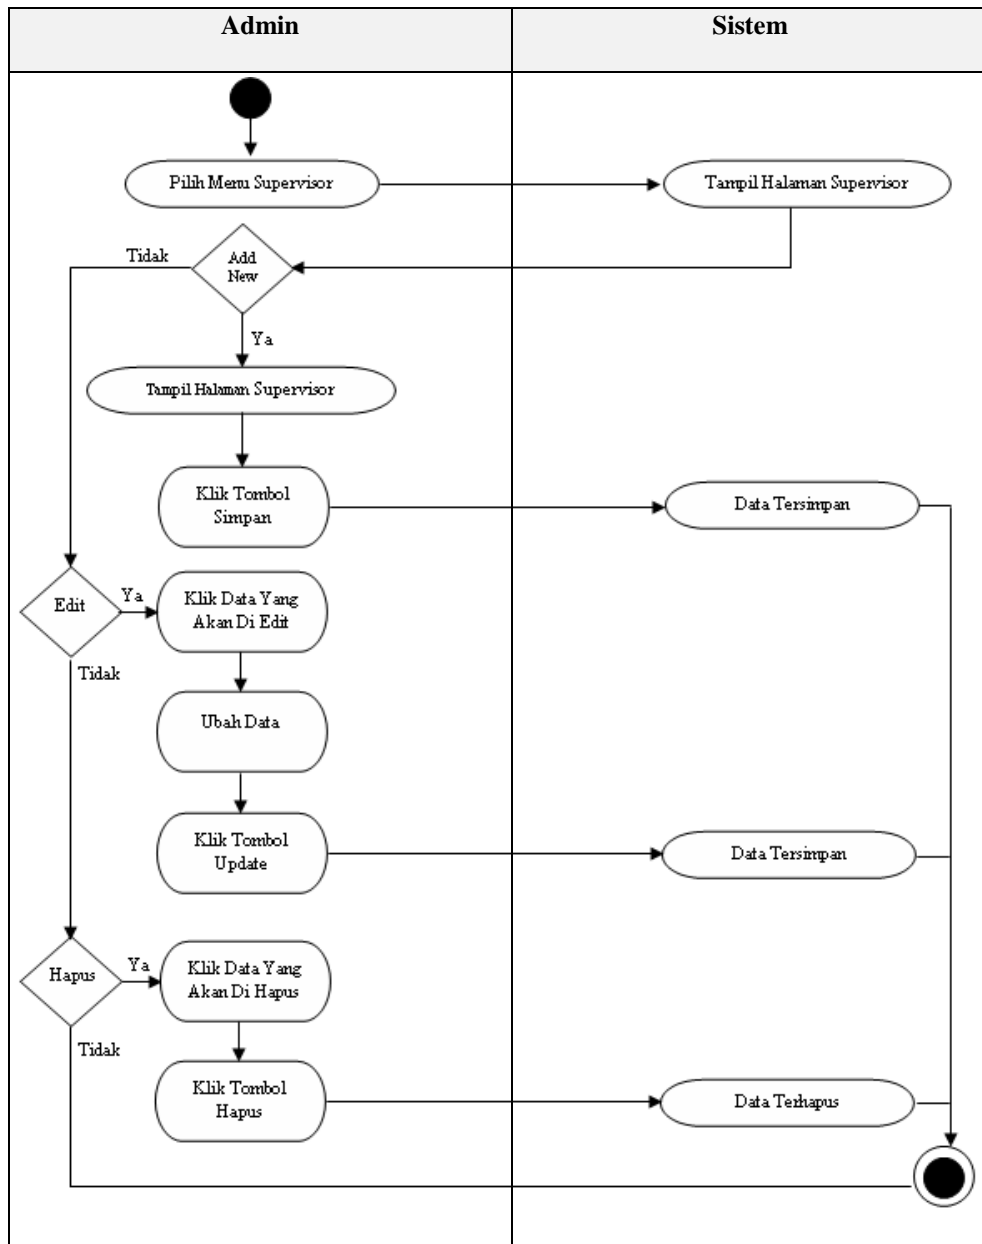 Admin
Sistem
Pilih Menu Supervisor
Tampil Halaman Supervisor
Tidak
Add
New
Ya
Tampil Halaman Supervisor
Klik Tombol
Simpan
Data Tersimpan
Edit
Ya
Klik Data Yang
Akan Di Edit
Tidak
Ubah Data
Klik Tombol
Update
Data Tersimpan
Hapus
Ya
Klik Data Yang
Akan Di Hapus
Tidak
Klik Tombol
Hapus
Data Terhapus